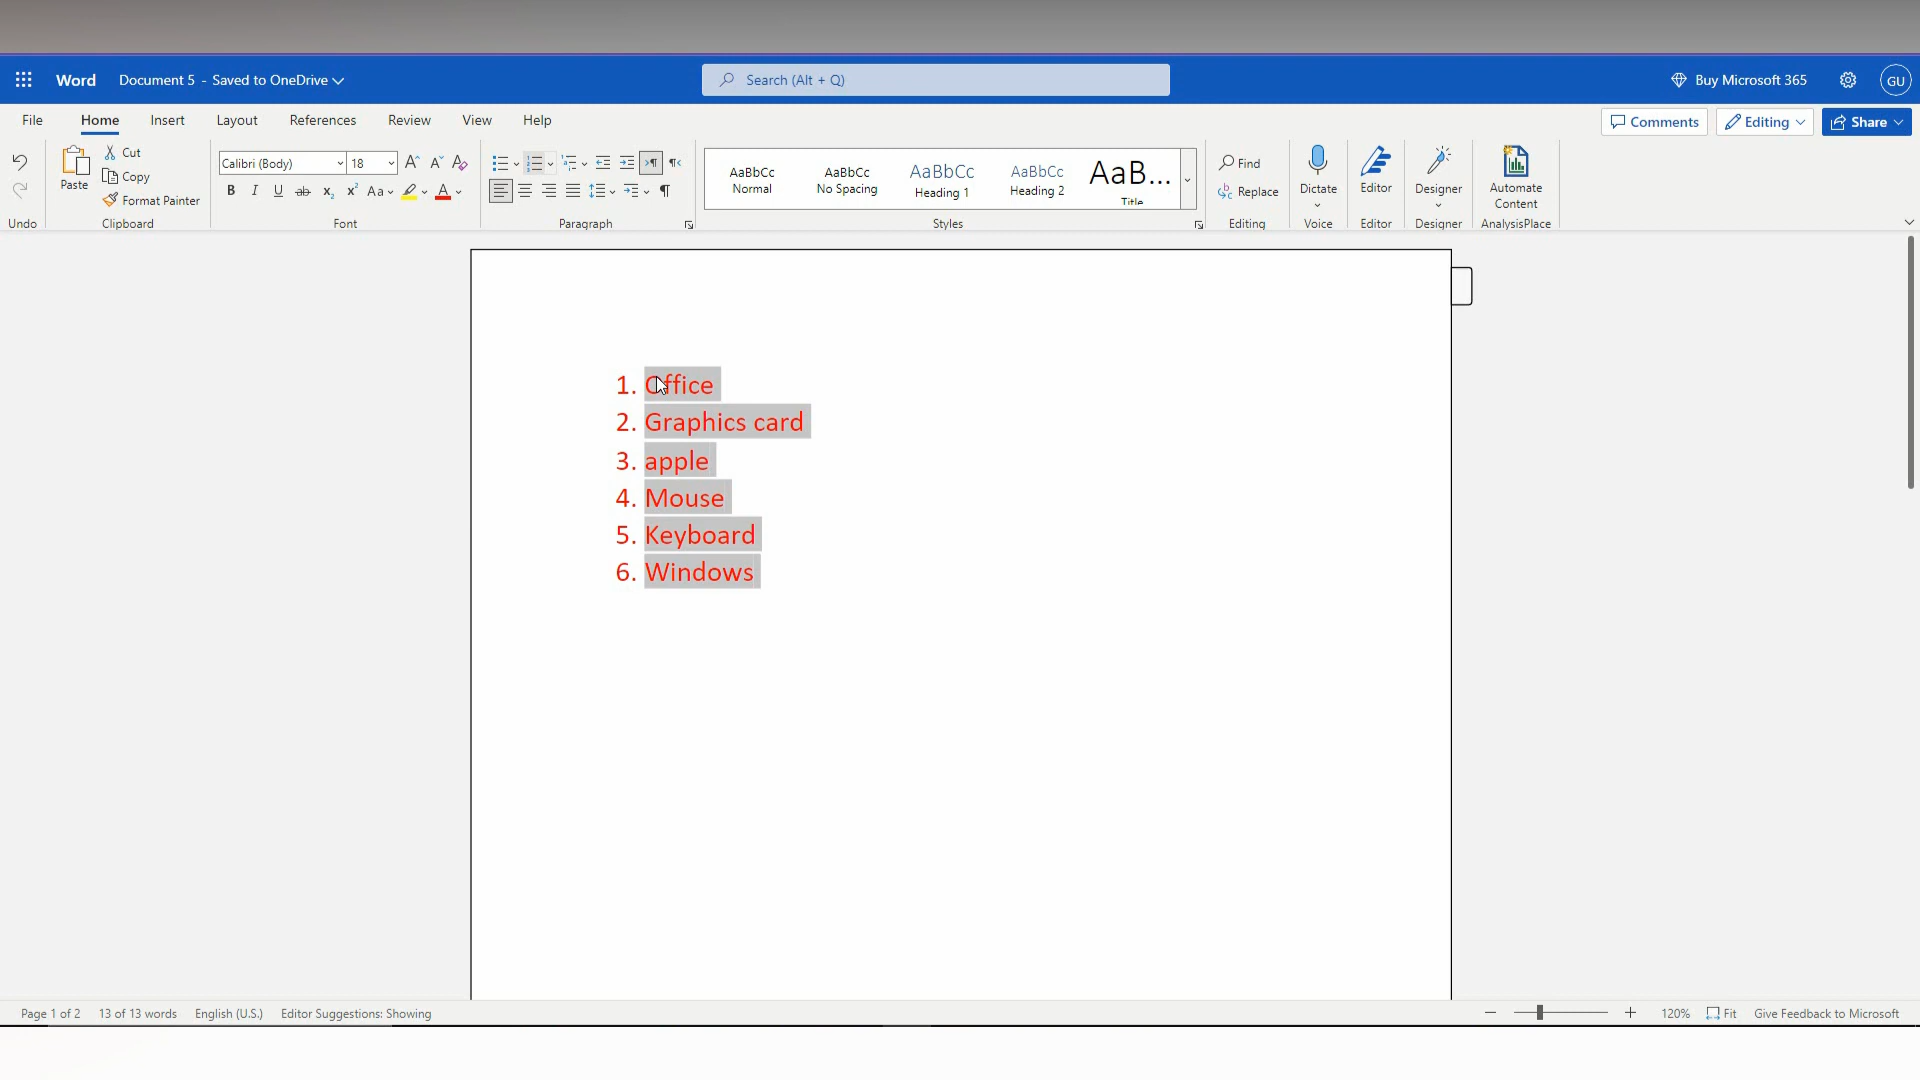 Word Document 5 - Saved to OneDrive Search (Alt + Q) Buy Microsoft 365 GU
File Home Insert Layout References Review View Help Comments Editing Share
Paste Cut Copy Format Painter
Undo Clipboard
Calibri (Body) 18
Font
Paragraph
AaBbCc AaBbCc AaBbCc AaBbCc AaB...
Normal No Spacing Heading 1 Heading 2 Title
Styles
Find
Replace
Editing
Dictate
Voice
Editor
Editor
Designer
Designer
Automate
Content
AnalysisPlace
1. Office
2. Graphics card
3. apple
4. Mouse
5. Keyboard
6. Windows
Page 1 of 2 13 of 13 words English (U.S.) Editor Suggestions: Showing 120% Fit Give Feedback to Microsoft